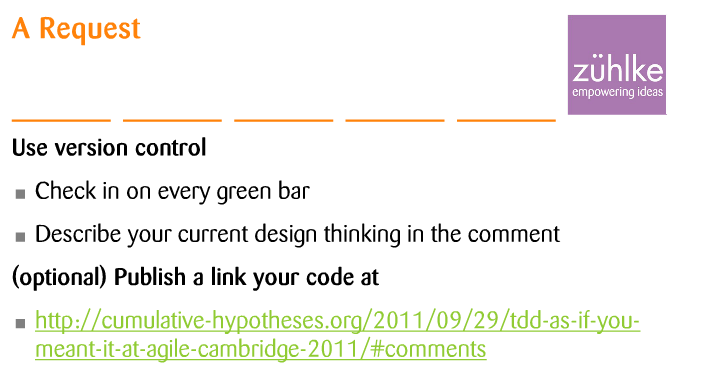 A Request
zühlke
empowering ideas
Use version control
Check in on every green bar
Describe your current design thinking in the comment
(optional) Publish a link your code at
http://cumulative-hypotheses.org/2011/09/29/tdd-as-if-you-
meant-it-at-agile-cambridge-2011/#comments